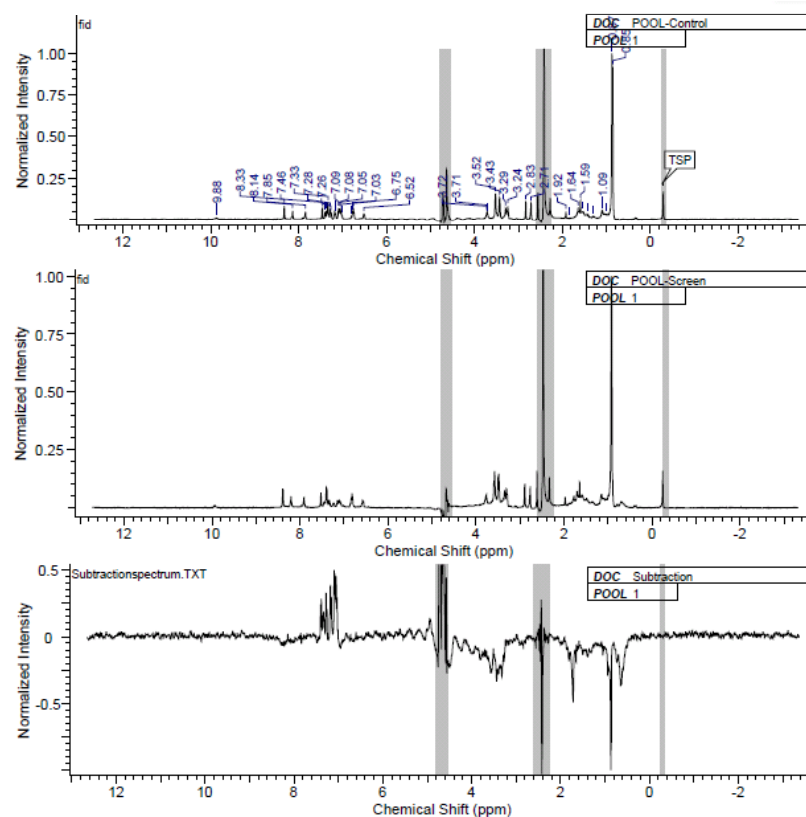 fid
DOC POOL-Control
POOL 1
Normalized Intensity
1.00
0.75
0.50
0.25
9.88
8.33
8.14
7.85
7.46
7.33
7.28
7.26
7.09
7.08
7.05
7.03
6.75
6.52
3.72
3.71
3.52
3.43
3.29
3.24
2.83
2.71
1.92
1.64
1.59
1.09
0.85
TSP
12 10 8 6 4 2 0 -2
Chemical Shift (ppm)
fid
DOC POOL-Screen
POOL 1
Normalized Intensity
1.00
0.75
0.50
0.25
12 10 8 6 4 2 0 -2
Chemical Shift (ppm)
Subtractionspectrum.TXT
DOC Subtraction
POOL 1
Normalized Intensity
0.5
0
-0.5
12 10 8 6 4 2 0 -2
Chemical Shift (ppm)